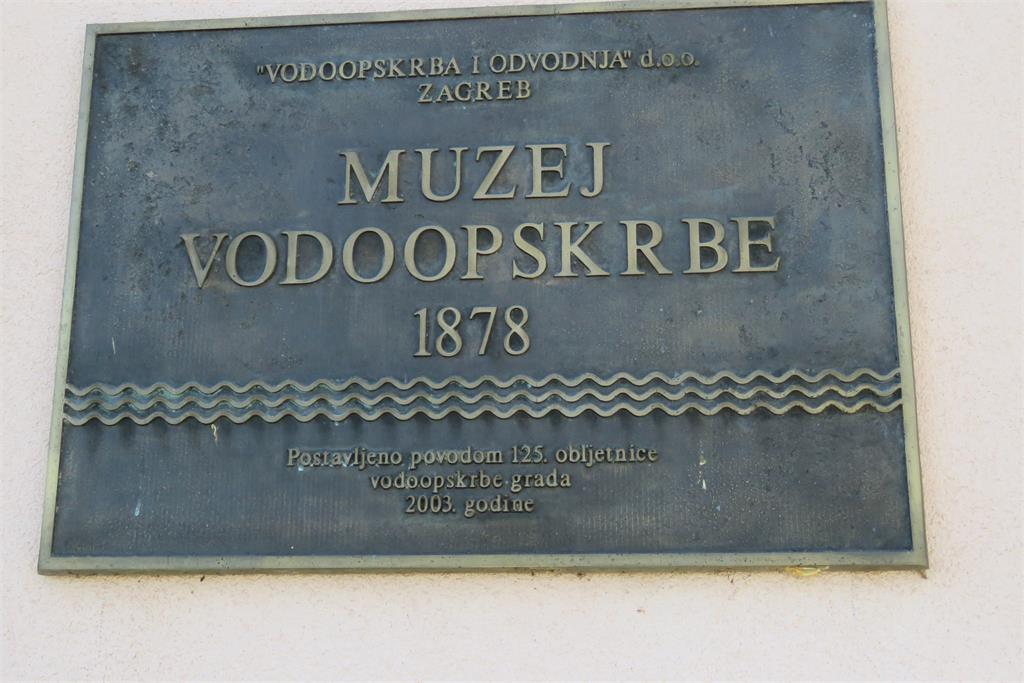 "VODOOPSKRBA I ODVODNJA" d.o.o.
ZAGREB
MUZEJ
VODOOPSKRBE
1878
Postavljeno povodom 125. obljetnice
vodoopskrbe grada
2003. godine